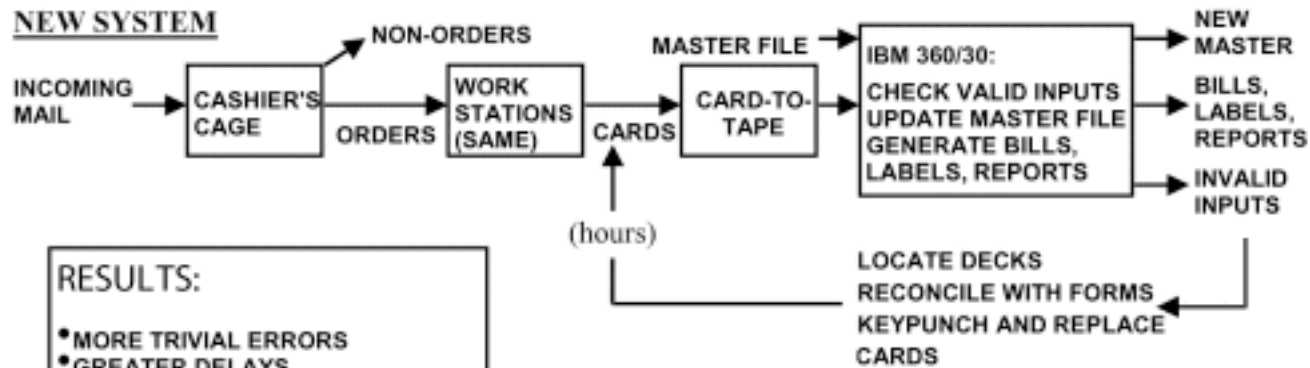 NEW SYSTEM
INCOMING
MAIL
CASHIER'S
CAGE
NON-ORDERS
ORDERS
WORK
STATIONS
(SAME)
CARDS
MASTER FILE
CARD-TO-
TAPE
IBM 360/30:
CHECK VALID INPUTS
UPDATE MASTER FILE
GENERATE BILLS,
LABELS, REPORTS
NEW
MASTER
BILLS,
LABELS,
REPORTS
INVALID
INPUTS
(hours)
LOCATE DECKS
RECONCILE WITH FORMS
KEYPUNCH AND REPLACE
CARDS
RESULTS:
•MORE TRIVIAL ERRORS
•GREATER DELAYS